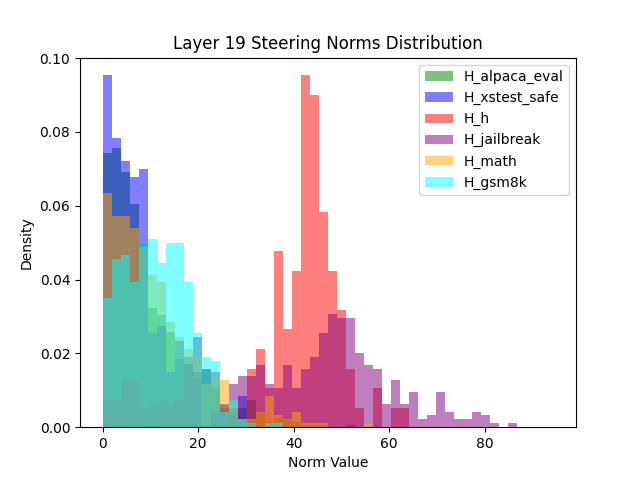 Layer 19 Steering Norms Distribution
0.10
0.08
0.06
0.04
0.02
0.00
Density
0
20
40
60
80
Norm Value
H_alpaca_eval
H_xstest_safe
H_h
H_jailbreak
H_math
H_gsm8k